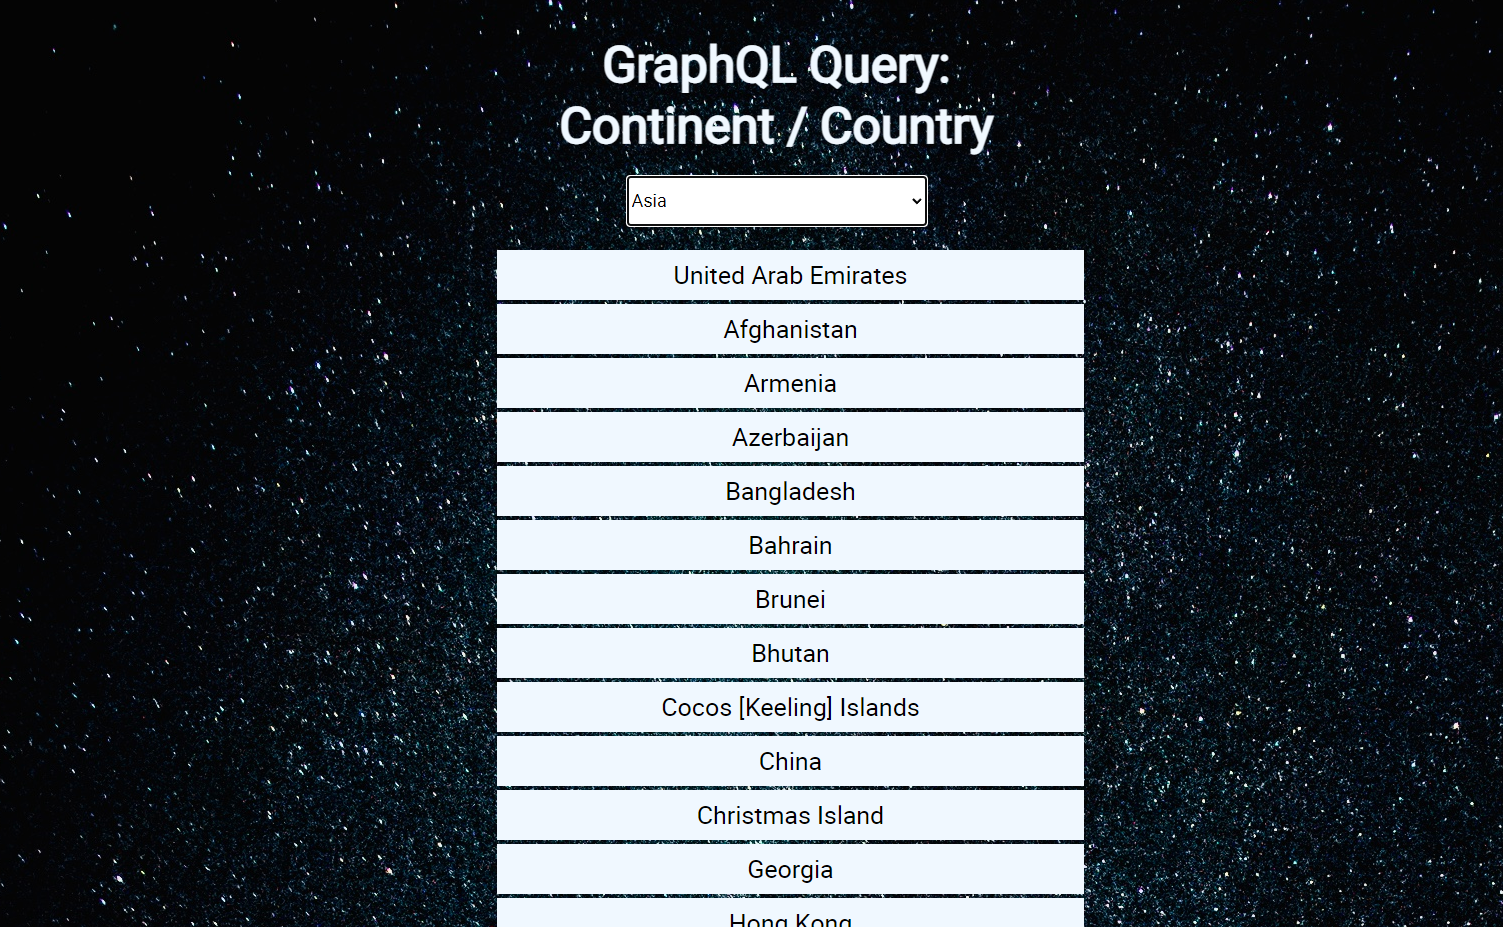 GraphQL Query:
Continent / Country
Asia
United Arab Emirates
Afghanistan
Armenia
Azerbaijan
Bangladesh
Bahrain
Brunei
Bhutan
Cocos [Keeling] Islands
China
Christmas Island
Georgia
Hong Kong